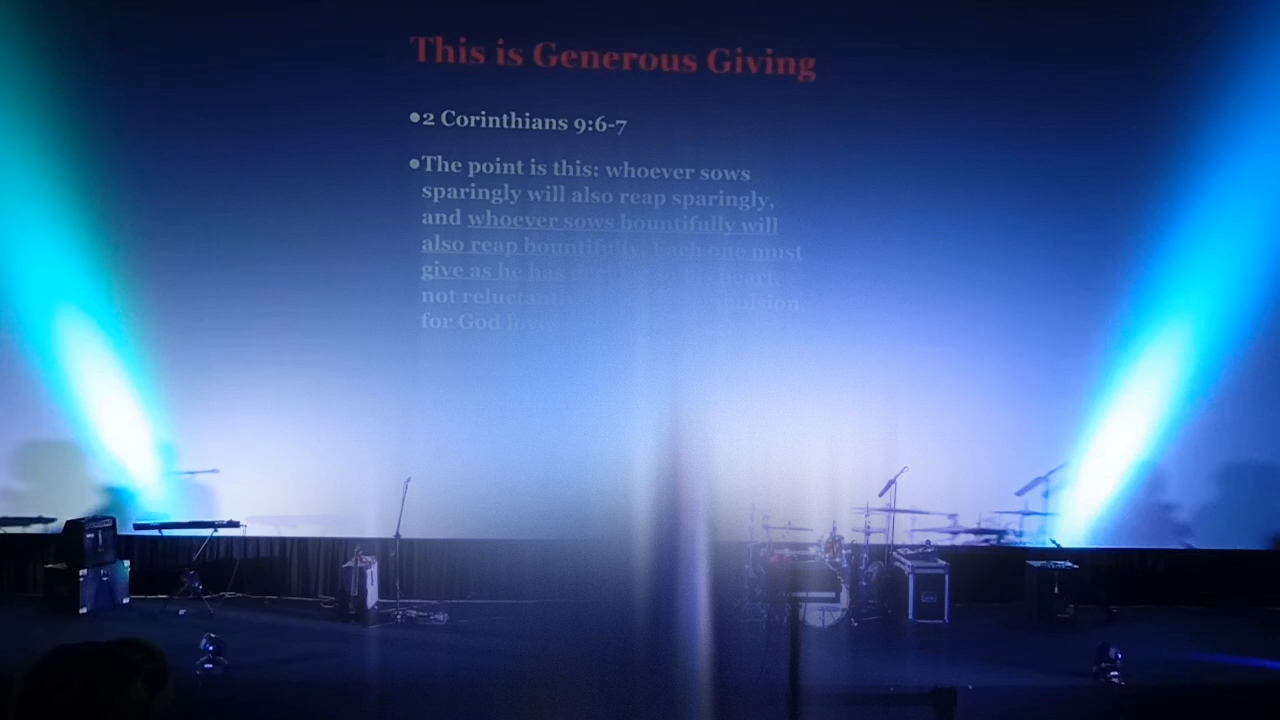 This is Generous Giving
•2 Corinthians 9:6-7
•The point is this: whoever sows
sparingly will also reap sparingly,
and whoever sows bountifully will
also reap bountifully. Each one must
give as he has heart,
not
for God